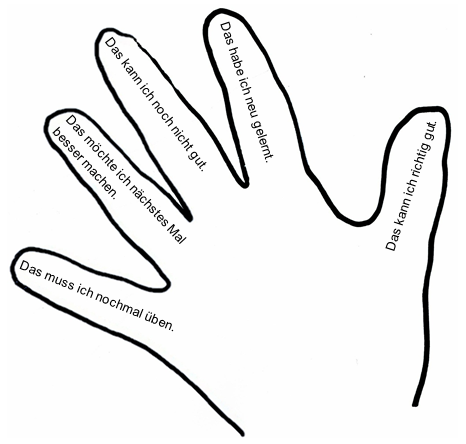 Das kann ich richtig gut.
Das habe ich neu gelernt.
Das kann ich noch nicht gut.
Das möchte ich nächstes Mal
besser machen.
Das muss ich nochmal üben.